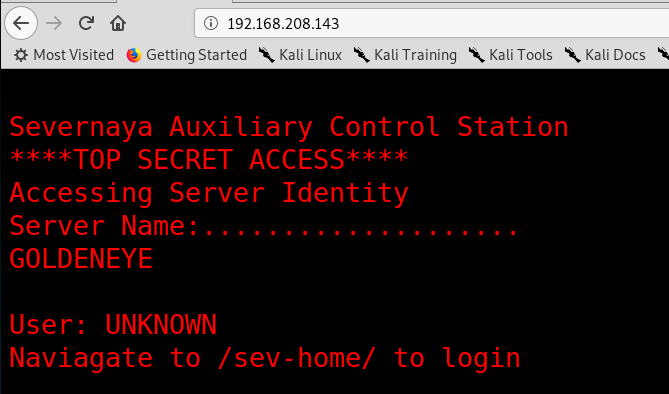 192.168.208.143
Most Visited Getting Started Kali Linux Kali Training Kali Tools Kali Docs
Severnaya Auxiliary Control Station
****TOP SECRET ACCESS****
Accessing Server Identity
Server Name:....................
GOLDENEYE
User: UNKNOWN
Naviagate to /sev-home/ to login